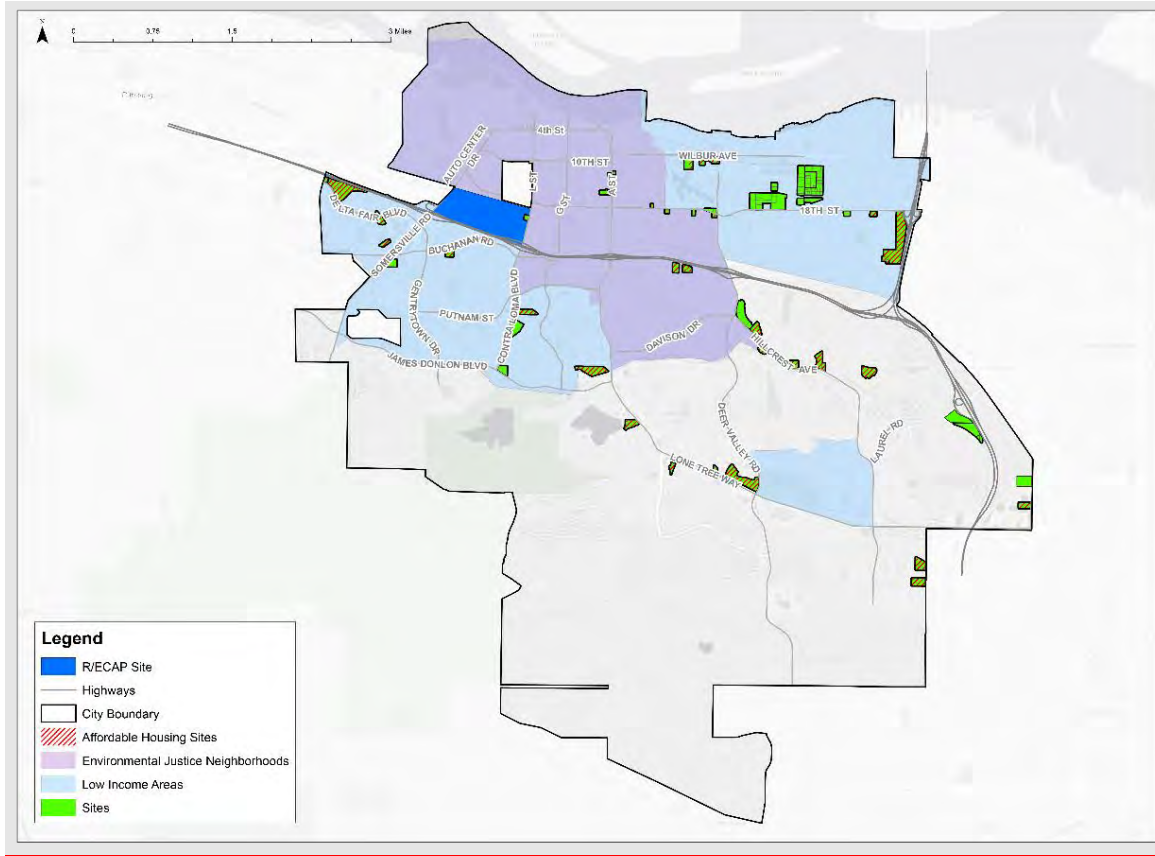 N
0 0.75 1.5 3 Miles
4th St
AUTO CENTER DR
10TH ST
WILBUR AVE
L ST
A ST
G ST
18TH ST
DELTA FAIR BLVD
SOMERSVILLE RD
BUCHANAN RD
GENTRYTOWN DR
PUTNAM ST
CONTRA LOMA BLVD
DAVISON DR
HILLCREST AVE
JAMES DONLON BLVD
DEER VALLEY RD
LAUREL RD
LONE TREE WAY
Legend
R/ECAP Site
Highways
City Boundary
Affordable Housing Sites
Environmental Justice Neighborhoods
Low Income Areas
Sites